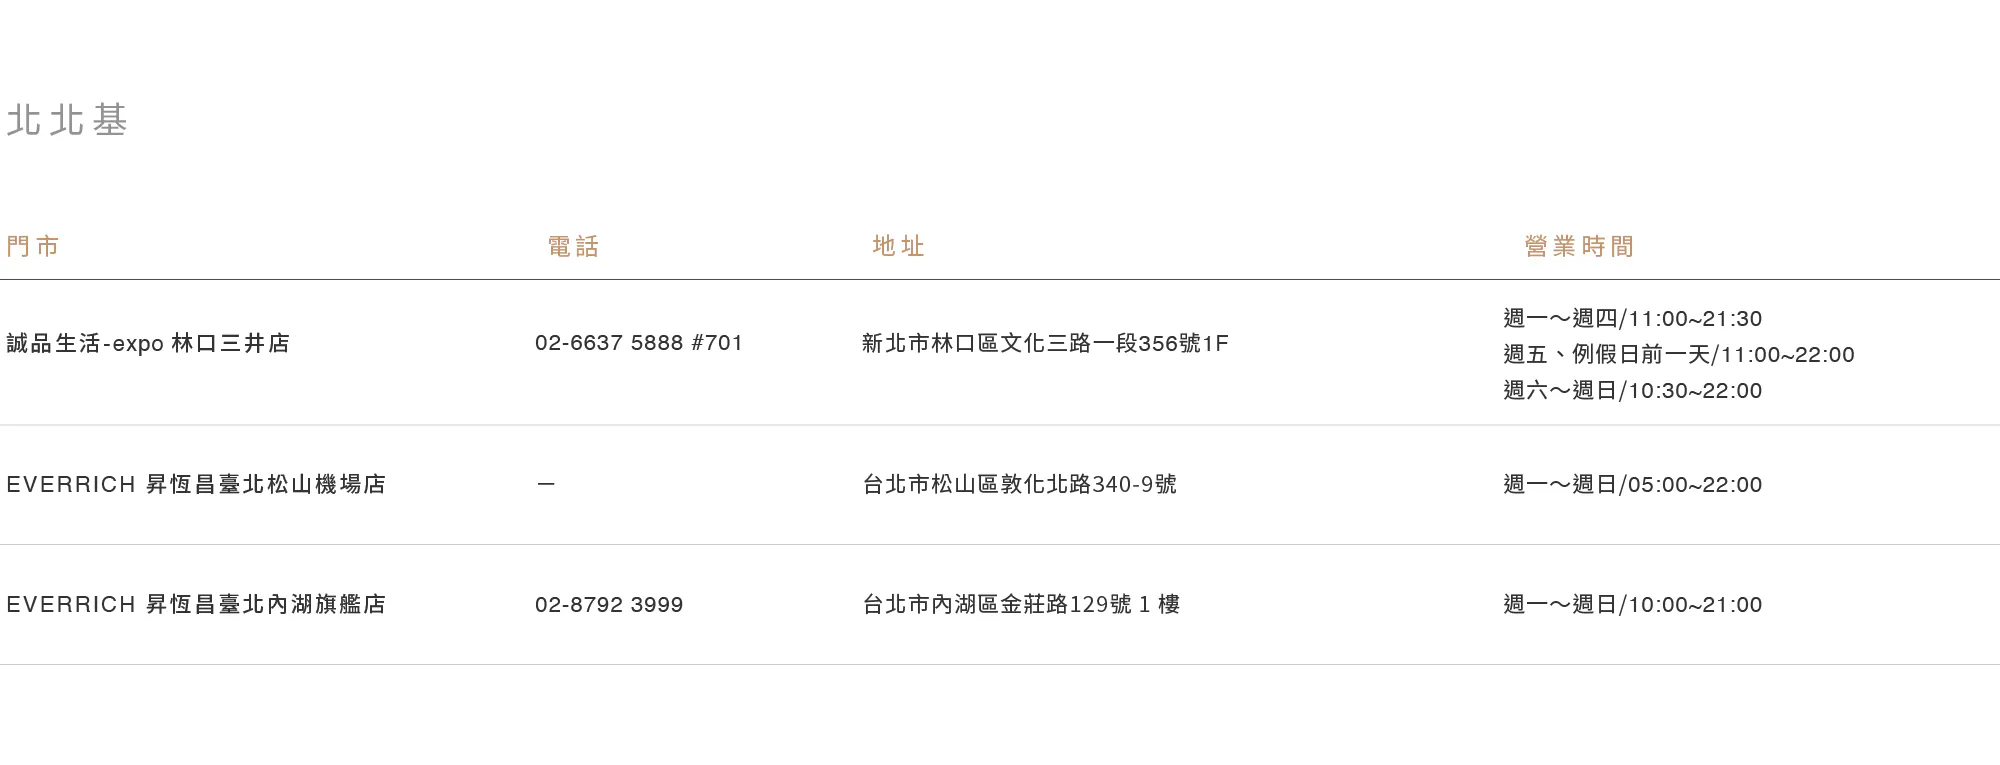 北北基
門市 電話 地址 營業時間
誠品生活-expo 林口三井店 02-6637 5888 #701 新北市林口區文化三路一段356號1F 週一～週四/11:00~21:30
週五、例假日前一天/11:00~22:00
週六～週日/10:30~22:00
EVERRICH 昇恆昌臺北松山機場店 － 台北市松山區敦化北路340-9號 週一～週日/05:00~22:00
EVERRICH 昇恆昌臺北內湖旗艦店 02-8792 3999 台北市內湖區金莊路129號 1 樓 週一～週日/10:00~21:00